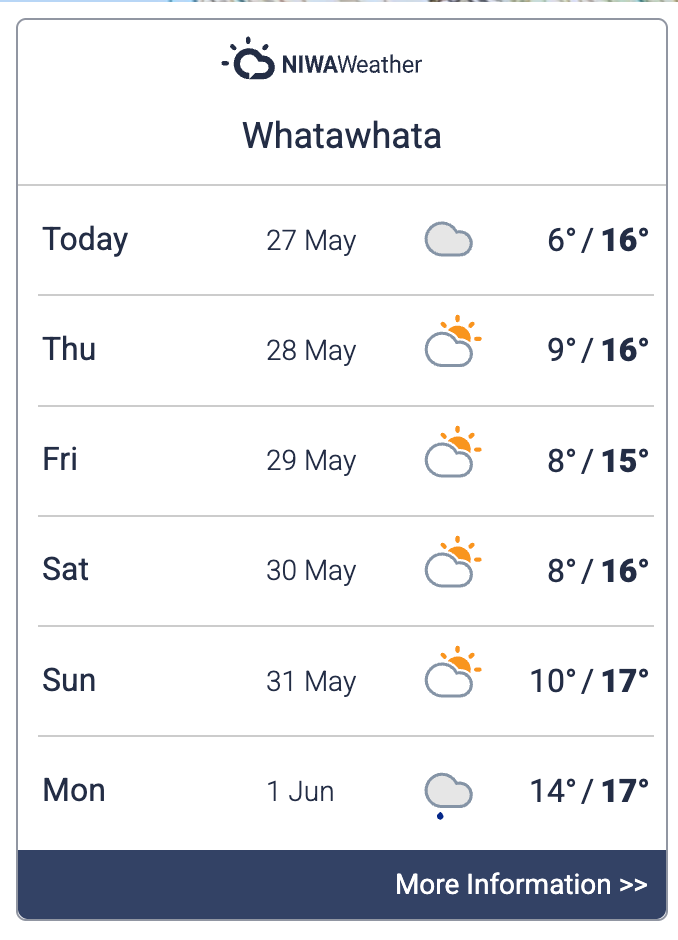 NIWAWeather
Whatawhata
Today 27 May 6°/ 16°
Thu 28 May 9°/ 16°
Fri 29 May 8°/ 15°
Sat 30 May 8°/ 16°
Sun 31 May 10°/ 17°
Mon 1 Jun 14°/ 17°
More Information >>